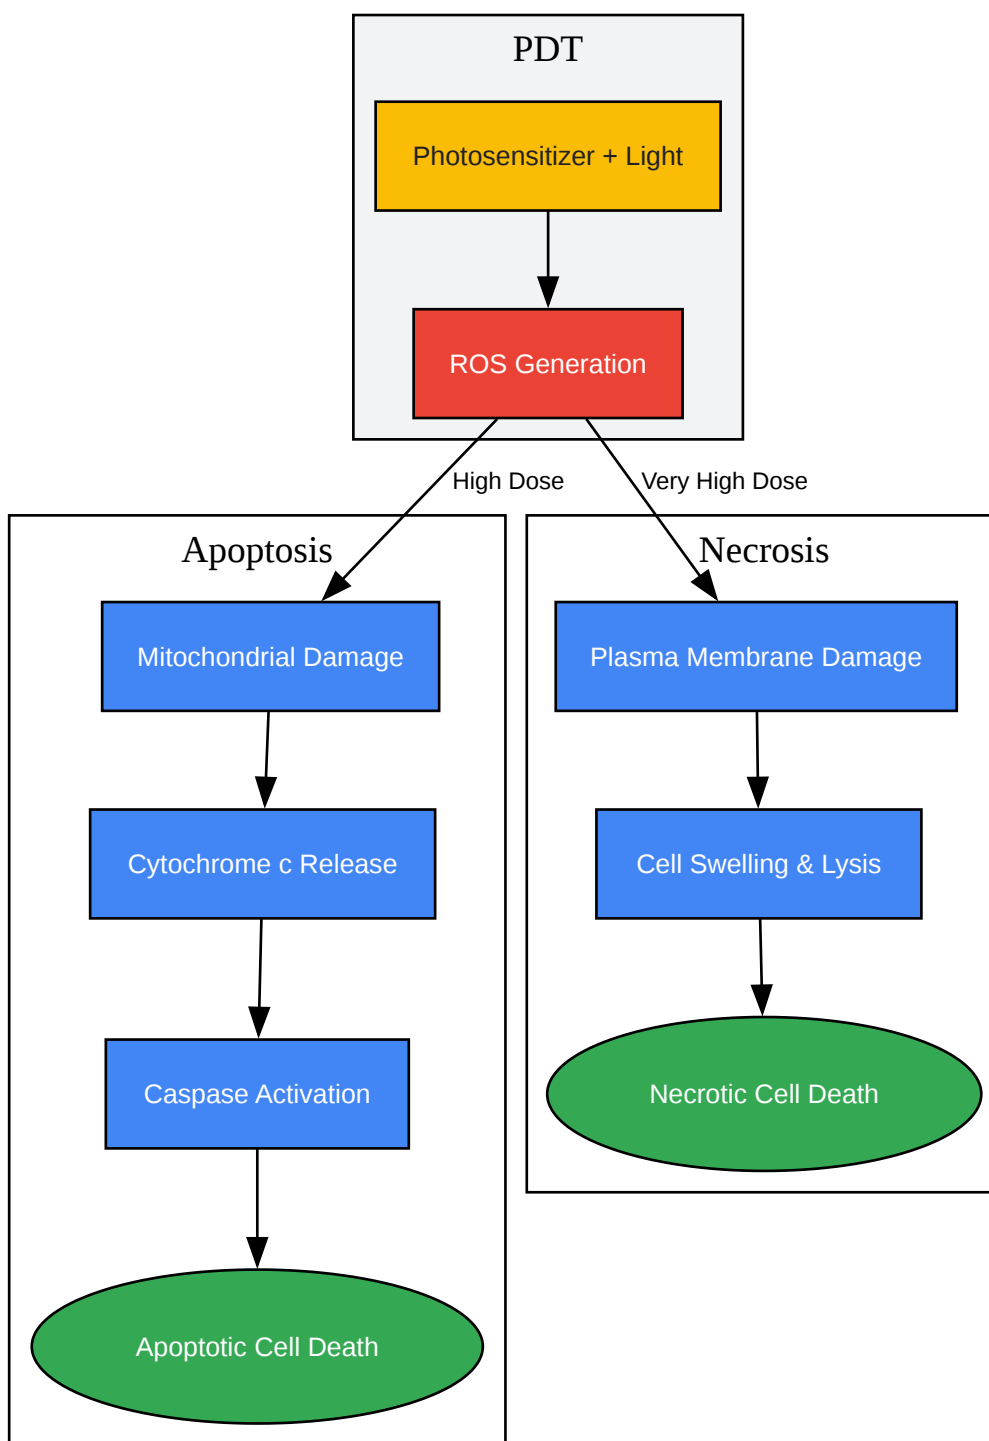 PDT
Photosensitizer + Light
ROS Generation
High Dose
Very High Dose
Apoptosis
Necrosis
Mitochondrial Damage
Plasma Membrane Damage
Cytochrome c Release
Cell Swelling & Lysis
Caspase Activation
Necrotic Cell Death
Apoptotic Cell Death